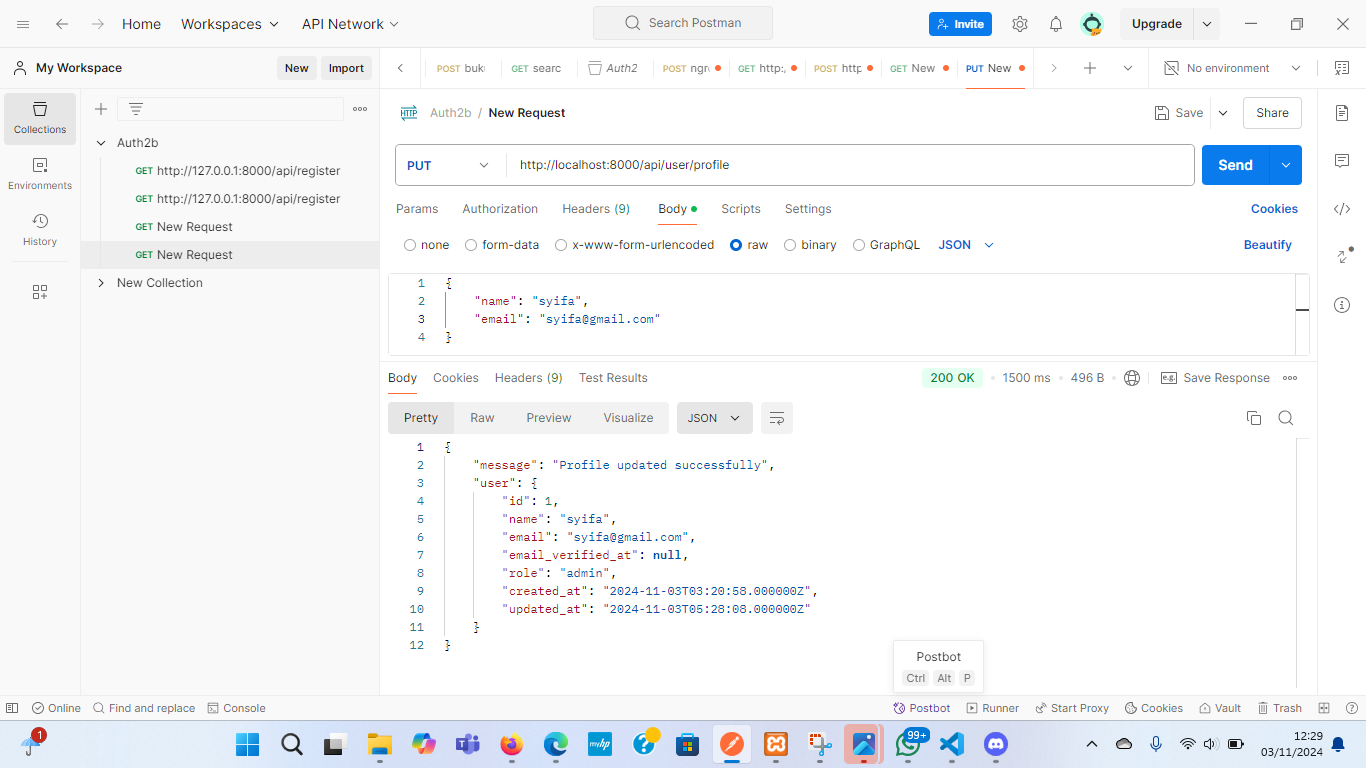 Home Workspaces API Network Search Postman Invite Upgrade
My Workspace New Import POST buk GET searc Auth2 POST ngr GET http:/ POST http GET New PUT New No environment
Collections
Environments
History
Auth2b
GET http://127.0.0.1:8000/api/register
GET http://127.0.0.1:8000/api/register
GET New Request
GET New Request
New Collection
HTTP Auth2b / New Request Save Share
PUT http://localhost:8000/api/user/profile Send
Params Authorization Headers (9) Body Scripts Settings Cookies
none form-data x-www-form-urlencoded raw binary GraphQL JSON Beautify
1 {
2 "name": "syifa",
3 "email": "syifa@gmail.com"
4 }
Body Cookies Headers (9) Test Results 200 OK 1500 ms 496 B e.g. Save Response
Pretty Raw Preview Visualize JSON
1 {
2 "message": "Profile updated successfully",
3 "user": {
4 "id": 1,
5 "name": "syifa",
6 "email": "syifa@gmail.com",
7 "email_verified_at": null,
8 "role": "admin",
9 "created_at": "2024-11-03T03:20:58.000000Z",
10 "updated_at": "2024-11-03T05:28:08.000000Z"
11 }
12 }
Postbot
Ctrl Alt P
Online Find and replace Console Postbot Runner Start Proxy Cookies Vault Trash
1 myhp 99+ 12:29
03/11/2024